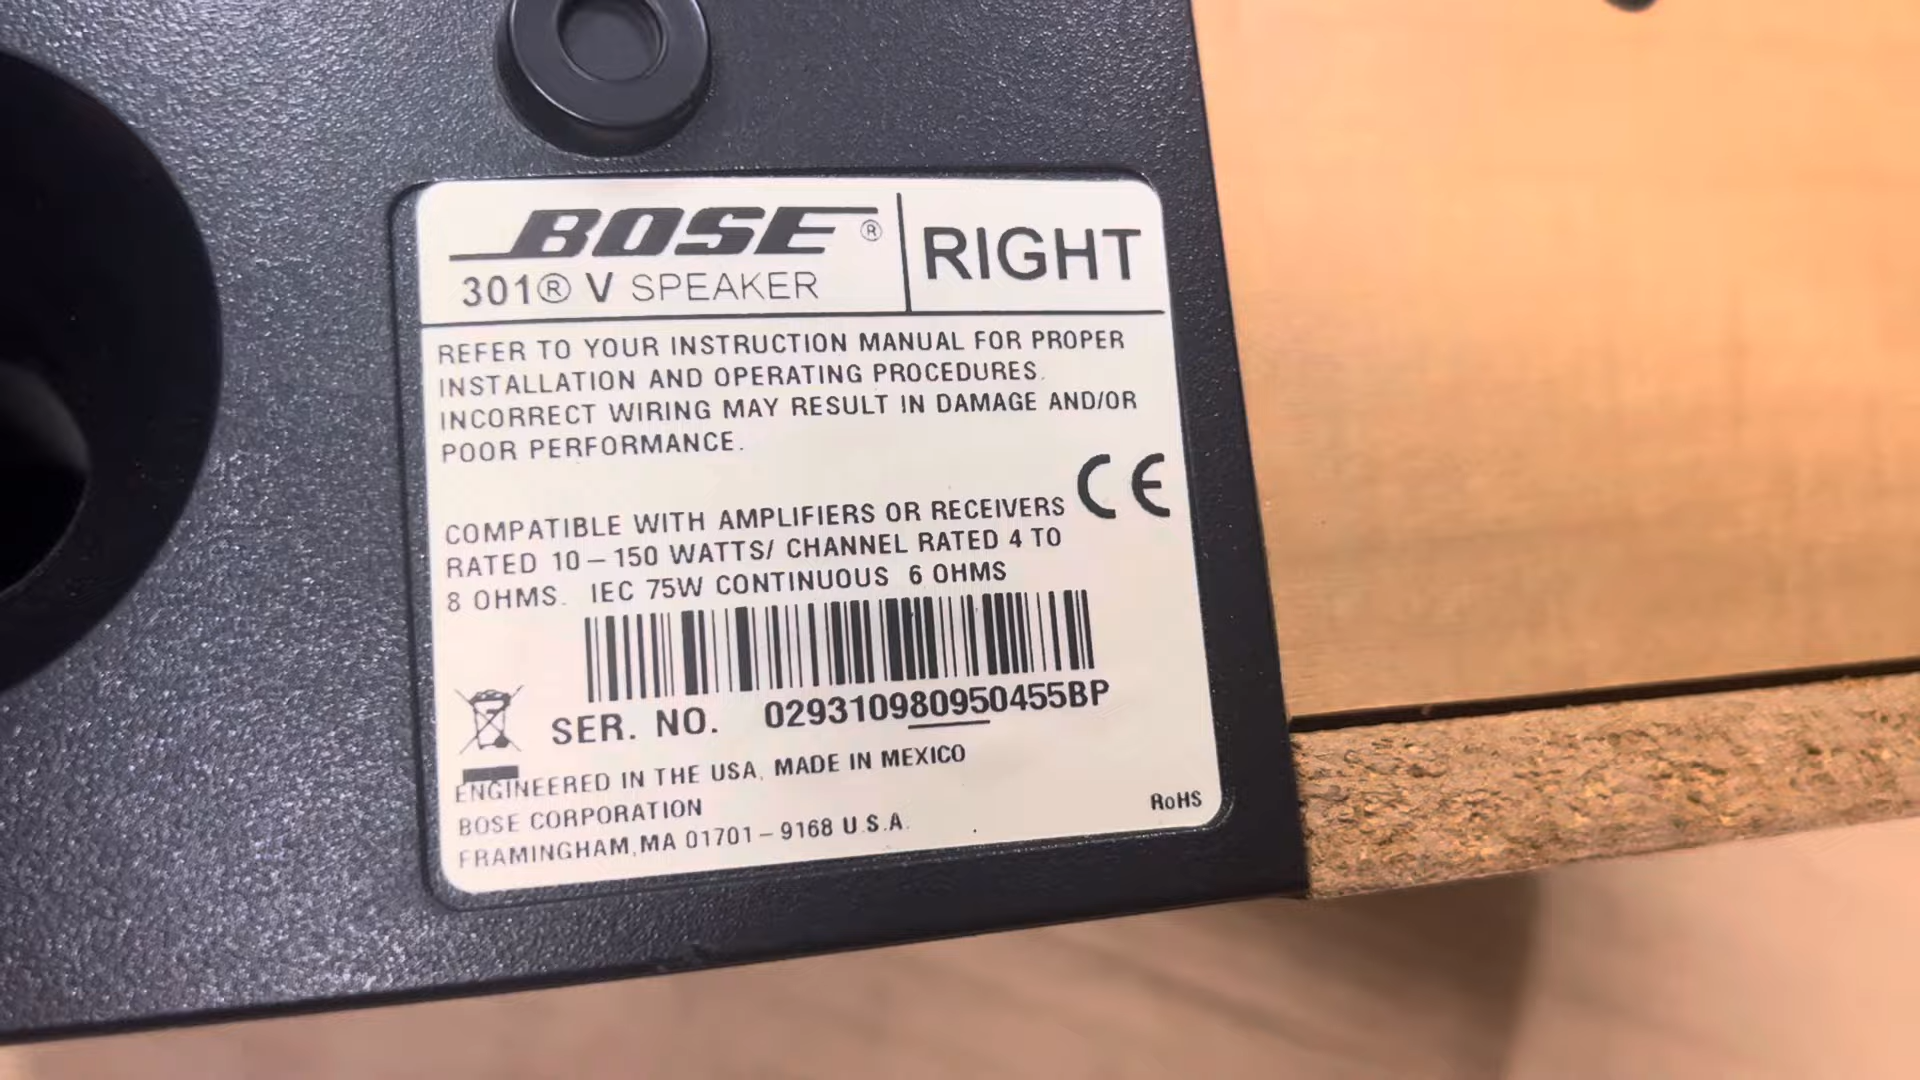 BOSE®
301® V SPEAKER
RIGHT
REFER TO YOUR INSTRUCTION MANUAL FOR PROPER
INSTALLATION AND OPERATING PROCEDURES.
INCORRECT WIRING MAY RESULT IN DAMAGE AND/OR
POOR PERFORMANCE.
CE
COMPATIBLE WITH AMPLIFIERS OR RECEIVERS
RATED 10 – 150 WATTS/ CHANNEL RATED 4 TO
8 OHMS. IEC 75W CONTINUOUS 6 OHMS
SER. NO. 029310980950455BP
ENGINEERED IN THE USA, MADE IN MEXICO
BOSE CORPORATION
FRAMINGHAM, MA 01701 – 9168 U.S.A.
RoHS